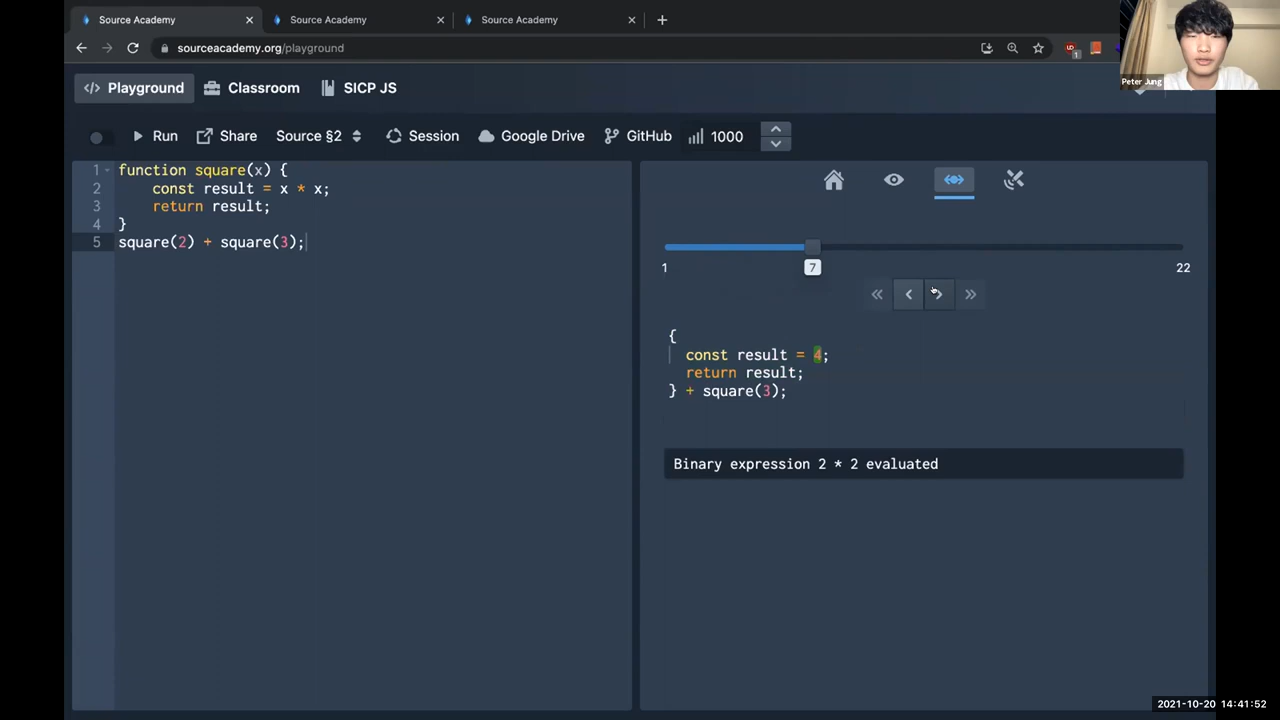 Source Academy
Source Academy
Source Academy
sourceacademy.org/playground
1
Peter Jung
Playground
Classroom
SICP JS
Run
Share
Source §2
Session
Google Drive
GitHub
1000
1 function square(x) {
2 const result = x * x;
3 return result;
4 }
5 square(2) + square(3);
1
7
22
{
const result = 4;
return result;
} + square(3);
Binary expression 2 * 2 evaluated
2021-10-20 14:41:52